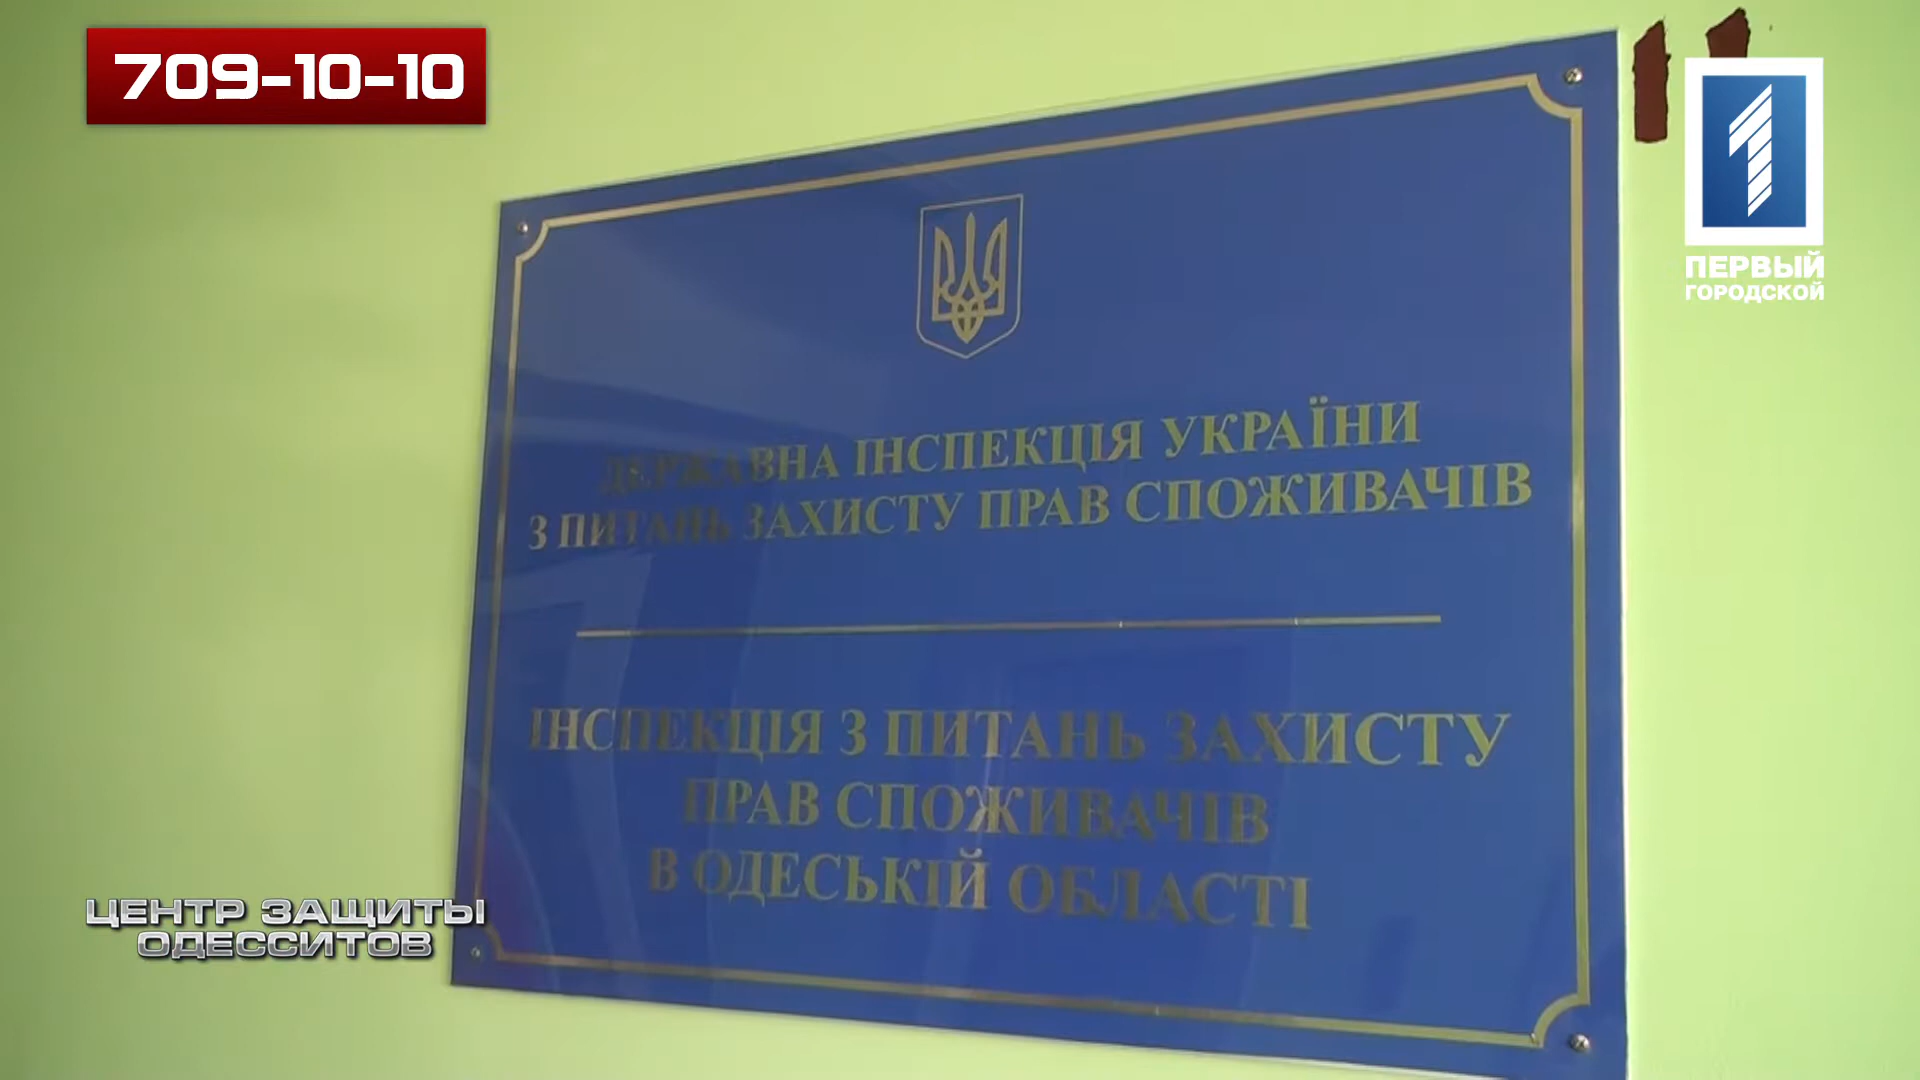 709-10-10
ПЕРВЫЙ
ГОРОДСКОЙ
ДЕРЖАВНА ІНСПЕКЦІЯ УКРАЇНИ
З ПИТАНЬ ЗАХИСТУ ПРАВ СПОЖИВАЧІВ
ІНСПЕКЦІЯ З ПИТАНЬ ЗАХИСТУ
ПРАВ СПОЖИВАЧІВ
В ОДЕСЬКІЙ ОБЛАСТІ
ЦЕНТР ЗАЩИТЫ
ОДЕССИТОВ